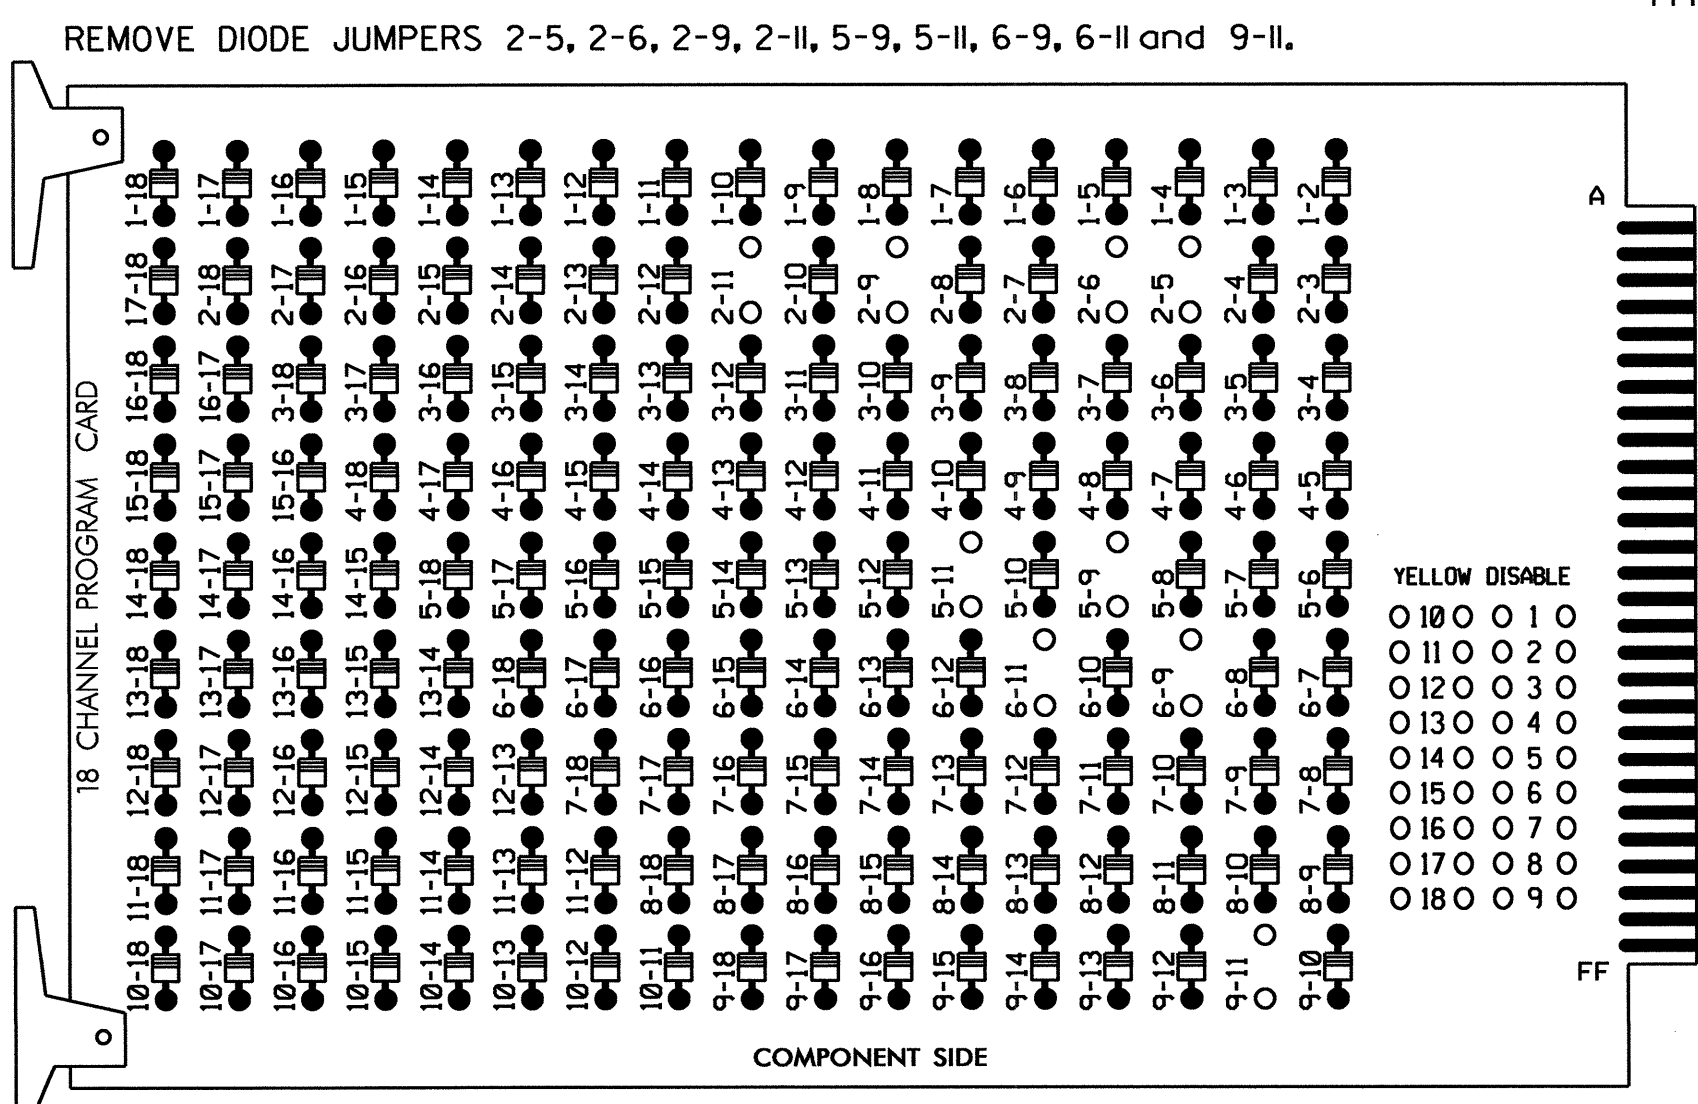 REMOVE DIODE JUMPERS 2-5, 2-6, 2-9, 2-11, 5-9, 5-11, 6-9, 6-11 and 9-11.
1-18 1-17 1-16 1-15 1-14 1-13 1-12 1-11 1-10 1-9 1-8 1-7 1-6 1-5 1-4 1-3 1-2
A
17-18 2-18 2-17 2-16 2-15 2-14 2-13 2-12 2-11 2-10 2-9 2-8 2-7 2-6 2-5 2-4 2-3
16-18 16-17 3-18 3-17 3-16 3-15 3-14 3-13 3-12 3-11 3-10 3-9 3-8 3-7 3-6 3-5 3-4
15-18 15-17 15-16 4-18 4-17 4-16 4-15 4-14 4-13 4-12 4-11 4-10 4-9 4-8 4-7 4-6 4-5
14-18 14-17 14-16 14-15 5-18 5-17 5-16 5-15 5-14 5-13 5-12 5-11 5-10 5-9 5-8 5-7 5-6
13-18 13-17 13-16 13-15 13-14 6-18 6-17 6-16 6-15 6-14 6-13 6-12 6-11 6-10 6-9 6-8 6-7
12-18 12-17 12-16 12-15 12-14 12-13 7-18 7-17 7-16 7-15 7-14 7-13 7-12 7-11 7-10 7-9 7-8
11-18 11-17 11-16 11-15 11-14 11-13 11-12 8-18 8-17 8-16 8-15 8-14 8-13 8-12 8-11 8-10 8-9
10-18 10-17 10-16 10-15 10-14 10-13 10-12 10-11 9-18 9-17 9-16 9-15 9-14 9-13 9-12 9-11 9-10
18 CHANNEL PROGRAM CARD
YELLOW DISABLE
10 1
11 2
12 3
13 4
14 5
15 6
16 7
17 8
18 9
FF
COMPONENT SIDE